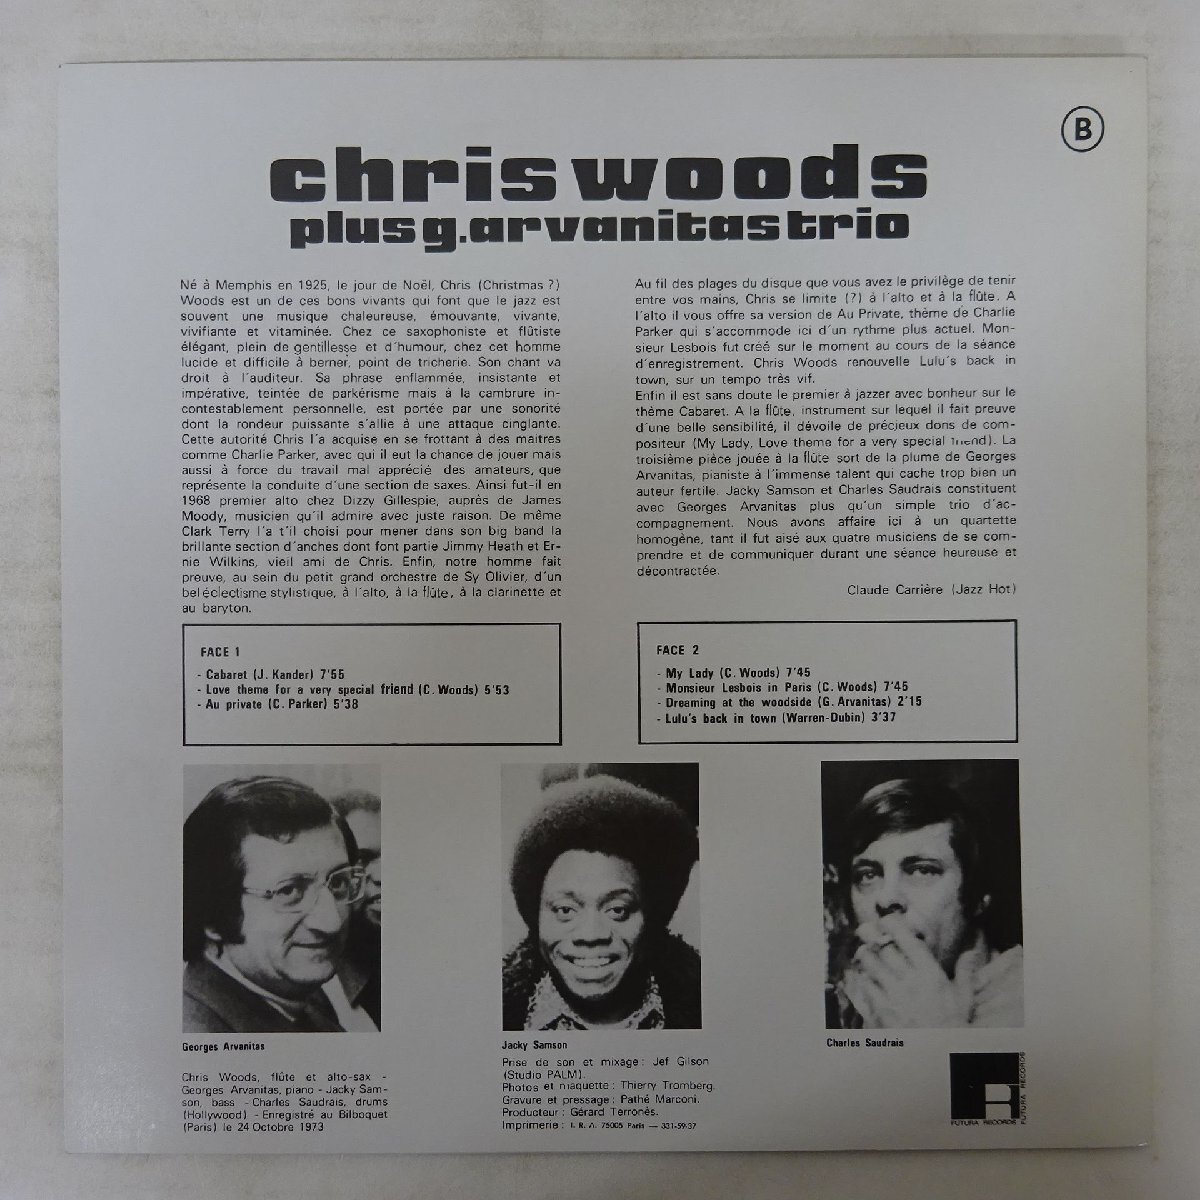 B
chris woods
plus g. arvanitas trio
Né à Memphis en 1925, le jour de Noël, Chris (Christmas ?)
Woods est un de ces bons vivants qui font que le jazz est
souvent une musique chaleureuse, émouvante, vivante,
vivifiante et vitaminée. Chez ce saxophoniste et flûtiste
élégant, plein de gentillesse et d'humour, chez cet homme
lucide et difficile à berner, point de tricherie. Son chant va
droit à l'auditeur. Sa phrase enflammée, insistante et
impérative, teintée de parkérisme mais à la cambrure in-
contestablement personnelle, est portée par une sonorité
dont la rondeur puissante s'allie à une attaque cinglante.
Cette autorité Chris l'a acquise en se frottant à des maitres
comme Charlie Parker, avec qui il eut la chance de jouer mais
aussi à force du travail mal apprécié des amateurs, que
représente la conduite d'une section de saxes. Ainsi fut-il en
1968 premier alto chez Dizzy Gillespie, auprès de James
Moody, musicien qu'il admire avec juste raison. De même
Clark Terry l'a t'il choisi pour mener dans son big band la
brillante section d'anches dont font partie Jimmy Heath et Er-
nie Wilkins, vieil ami de Chris. Enfin, notre homme fait
preuve, au sein du petit grand orchestre de Sy Olivier, d'un
bel éclectisme stylistique, à l'alto, à la flûte, à la clarinette et
au baryton.
Au fil des plages du disque que vous avez le privilège de tenir
entre vos mains, Chris se limite (?) à l'alto et à la flûte. A
l'alto il vous offre sa version de Au Private, thème de Charlie
Parker qui s'accommode ici d'un rythme plus actuel. Mon-
sieur Lesbois fut créé sur le moment au cours de la séance
d'enregistrement. Chris Woods renouvelle Lulu's back in
town, sur un tempo très vif.
Enfin il est sans doute le premier à jazzer avec bonheur sur le
thème Cabaret. A la flûte, instrument sur lequel il fait preuve
d'une belle sensibilité, il dévoile de précieux dons de com-
positeur (My Lady, Love theme for a very special friend). La
troisième pièce jouée à la flûte sort de la plume de Georges
Arvanitas, pianiste à l'immense talent qui cache trop bien un
auteur fertile. Jacky Samson et Charles Saudrais constituent
avec Georges Arvanitas plus qu'un simple trio d'ac-
compagnement. Nous avons affaire ici à un quartette
homogène, tant il fut aisé aux quatre musiciens de se com-
prendre et de communiquer durant une séance heureuse et
décontractée.
Claude Carrière (Jazz Hot)
FACE 1
- Cabaret (J. Kander) 7'55
- Love theme for a very special friend (C. Woods) 5'53
- Au private (C. Parker) 5'38
FACE 2
- My Lady (C. Woods) 7'45
- Monsieur Lesbois in Paris (C. Woods) 7'45
- Dreaming at the woodside (G. Arvanitas) 2'15
- Lulu's back in town (Warren-Dubin) 3'37
Georges Arvanitas
Chris Woods, flûte et alto-sax -
Georges Arvanitas, piano - Jacky Sam-
son, bass - Charles Saudrais, drums
(Hollywood) - Enregistré au Bilboquet
(Paris) le 24 Octobre 1973
Jacky Samson
Prise de son et mixage : Jef Gilson
(Studio PALM).
Photos et maquette : Thierry Tromberg.
Gravure et pressage : Pathé Marconi.
Producteur : Gérard Terronès.
Imprimerie : I. R. A. 75005 Paris — 331-59-37
Charles Saudrais
FUTURA RECORDS
FUTURA RECORDS